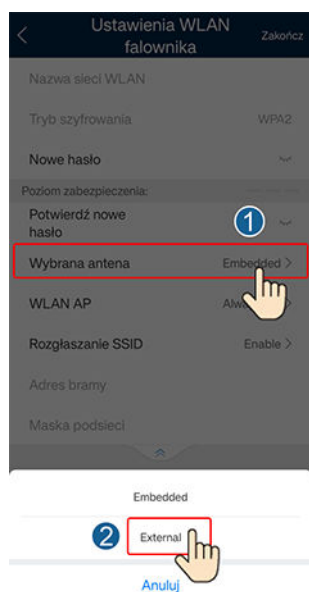 Ustawienia WLAN
falownika
Zakończ
Nazwa sieci WLAN
Tryb szyfrowania WPA2
Nowe hasło
Poziom zabezpieczenia:
Potwierdź nowe
hasło
1
Wybrana antena Embedded >
WLAN AP
Rozgłaszanie SSID Enable >
Adres bramy
Maska podsieci
Embedded
2 External
Anuluj